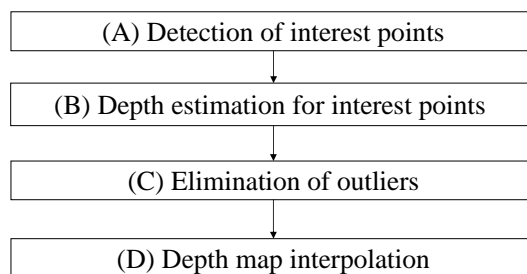 (A) Detection of interest points
(B) Depth estimation for interest points
(C) Elimination of outliers
(D) Depth map interpolation